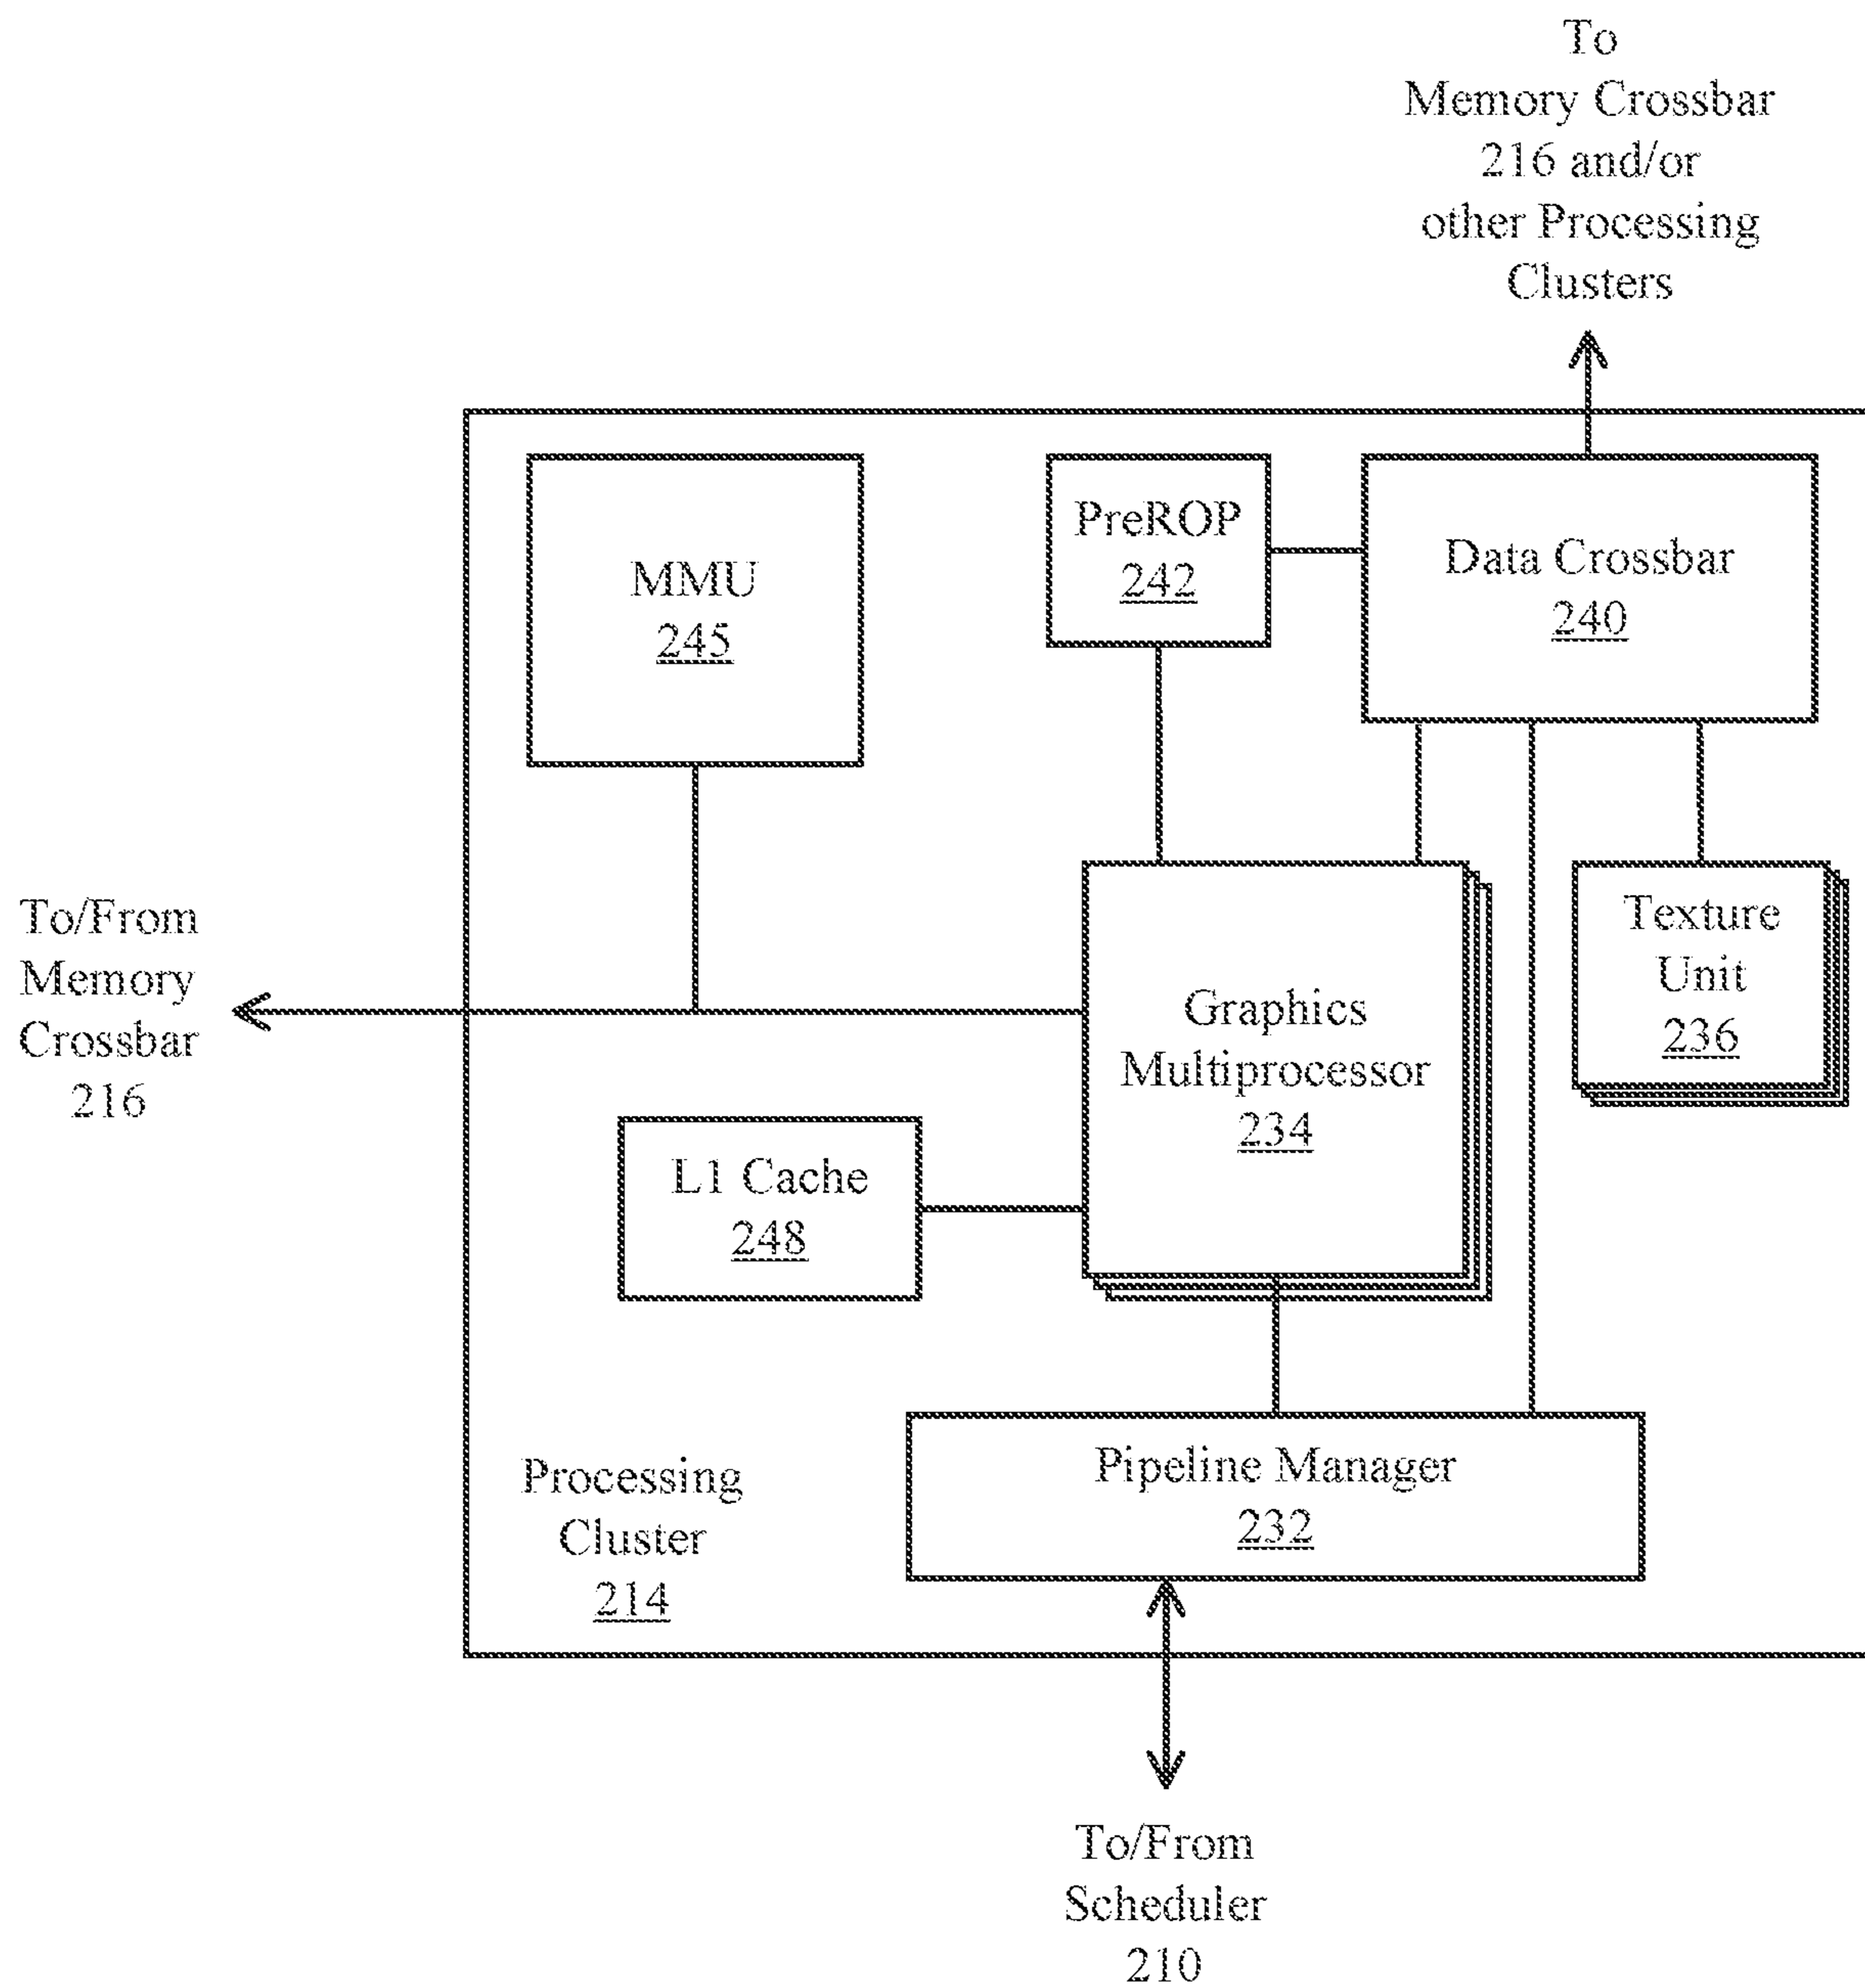 To
Memory Crossbar
216 and/or
other Processing
Clusters
MMU
245
PreROP
242
Data Crossbar
240
To/From
Memory
Crossbar
216
Graphics
Multiprocessor
234
Texture
Unit
236
L1 Cache
248
Pipeline Manager
232
Processing
Cluster
214
To/From
Scheduler
210